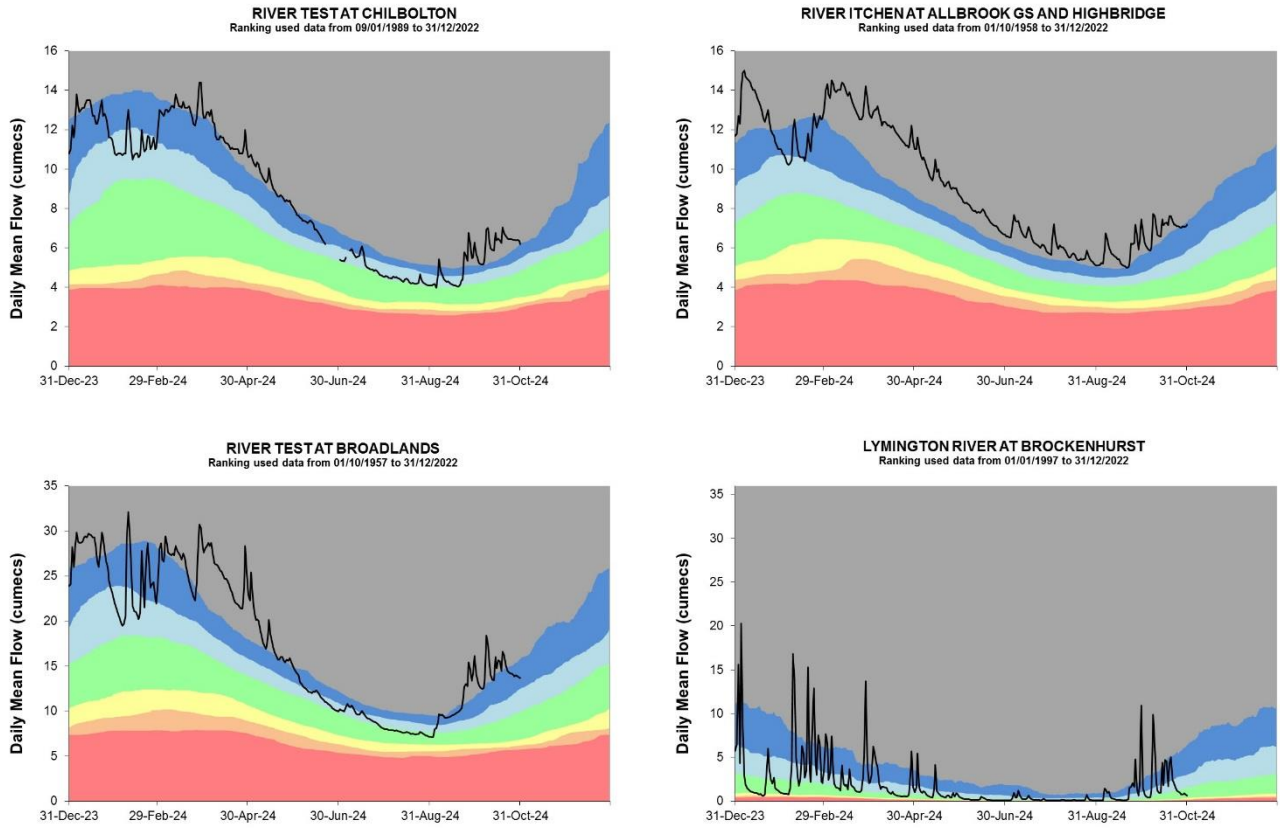 RIVER TEST AT CHILBOLTON
Ranking used data from 09/01/1989 to 31/12/2022
Daily Mean Flow (cumecs)
16
14
12
10
8
6
4
2
0
31-Dec-23 29-Feb-24 30-Apr-24 30-Jun-24 31-Aug-24 31-Oct-24
RIVER ITCHEN AT ALLBROOK GS AND HIGHBRIDGE
Ranking used data from 01/10/1958 to 31/12/2022
Daily Mean Flow (cumecs)
16
14
12
10
8
6
4
2
0
31-Dec-23 29-Feb-24 30-Apr-24 30-Jun-24 31-Aug-24 31-Oct-24
RIVER TEST AT BROADLANDS
Ranking used data from 01/10/1957 to 31/12/2022
Daily Mean Flow (cumecs)
35
30
25
20
15
10
5
0
31-Dec-23 29-Feb-24 30-Apr-24 30-Jun-24 31-Aug-24 31-Oct-24
LYMINGTON RIVER AT BROCKENHURST
Ranking used data from 01/01/1997 to 31/12/2022
Daily Mean Flow (cumecs)
35
30
25
20
15
10
5
0
31-Dec-23 29-Feb-24 30-Apr-24 30-Jun-24 31-Aug-24 31-Oct-24